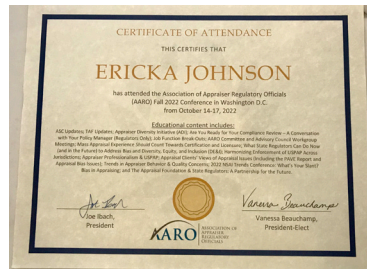 CERTIFICATE OF ATTENDANCE
THIS CERTIFIES THAT
ERICKA JOHNSON
has attended the Association of Appraiser Regulatory Officials
(AARO) Fall 2022 Conference in Washington D.C.
from October 14-17, 2022
Educational content includes:
ASC Updates; TAF Updates; Appraiser Diversity Initiative (ADI); Are You Ready for Your Compliance Review – A Conversation
with Your Policy Manager (Regulators Only); Job Function Break-Outs; AARO Committee and Advisory Council Workgroup
Meetings; Mass Appraisal Experience Should Count Towards Certification and Licensees; What State Regulators Can Do Now
(and in the Future) to Address Bias and Diversity, Equity, and Inclusion (DE&I); Harmonizing Enforcement of USPAP Across
Jurisdictions; Appraiser Professionalism & USPAP; Appraisal Clients' Views of Appraisal Issues (Including the PAVE Report and
Appraisal Bias Issues); Trends in Appraiser Behavior & Quality Concerns; 2022 Multi Trends Conference; What's Your Slant?
Bias in Appraising; and The Appraisal Foundation & State Regulators: A Partnership for the Future.
Joe Ibach
Vanessa Beauchamp
Joe Ibach,
President
Vanessa Beauchamp,
President-Elect
AARO
ASSOCIATION OF
APPRAISER
REGULATORY
OFFICIALS